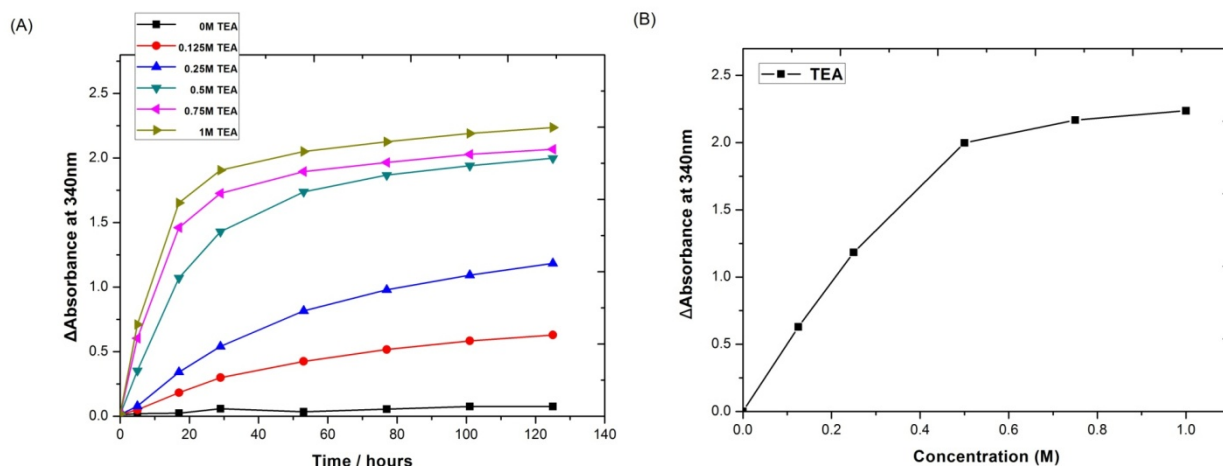 (A)
0M TEA
0.125M TEA
0.25M TEA
0.5M TEA
0.75M TEA
1M TEA
2.5
2.0
1.5
1.0
0.5
0.0
ΔAbsorbance at 340nm
0 20 40 60 80 100 120 140
Time / hours
(B)
TEA
2.5
2.0
1.5
1.0
0.5
0.0
ΔAbsorbance at 340nm
0.0 0.2 0.4 0.6 0.8 1.0
Concentration (M)